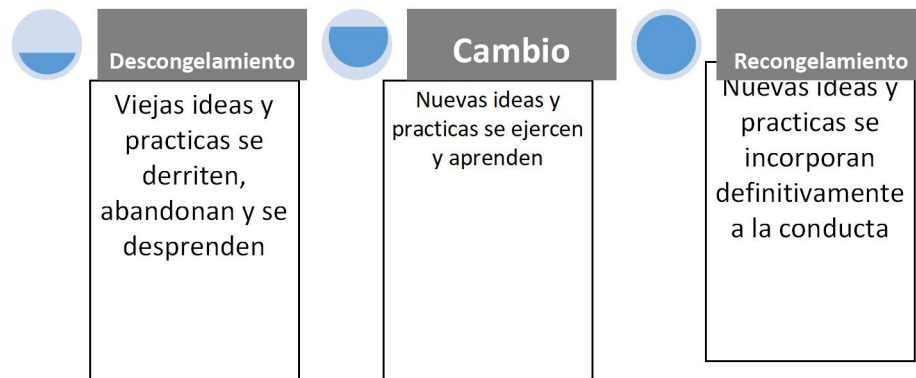 Descongelamiento
Viejas ideas y
practicas se
derriten,
abandonan y se
desprenden
Cambio
Nuevas ideas y
practicas se ejercen
y aprenden
Recongelamiento
Nuevas ideas y
practicas se
incorporan
definitivamente
a la conducta